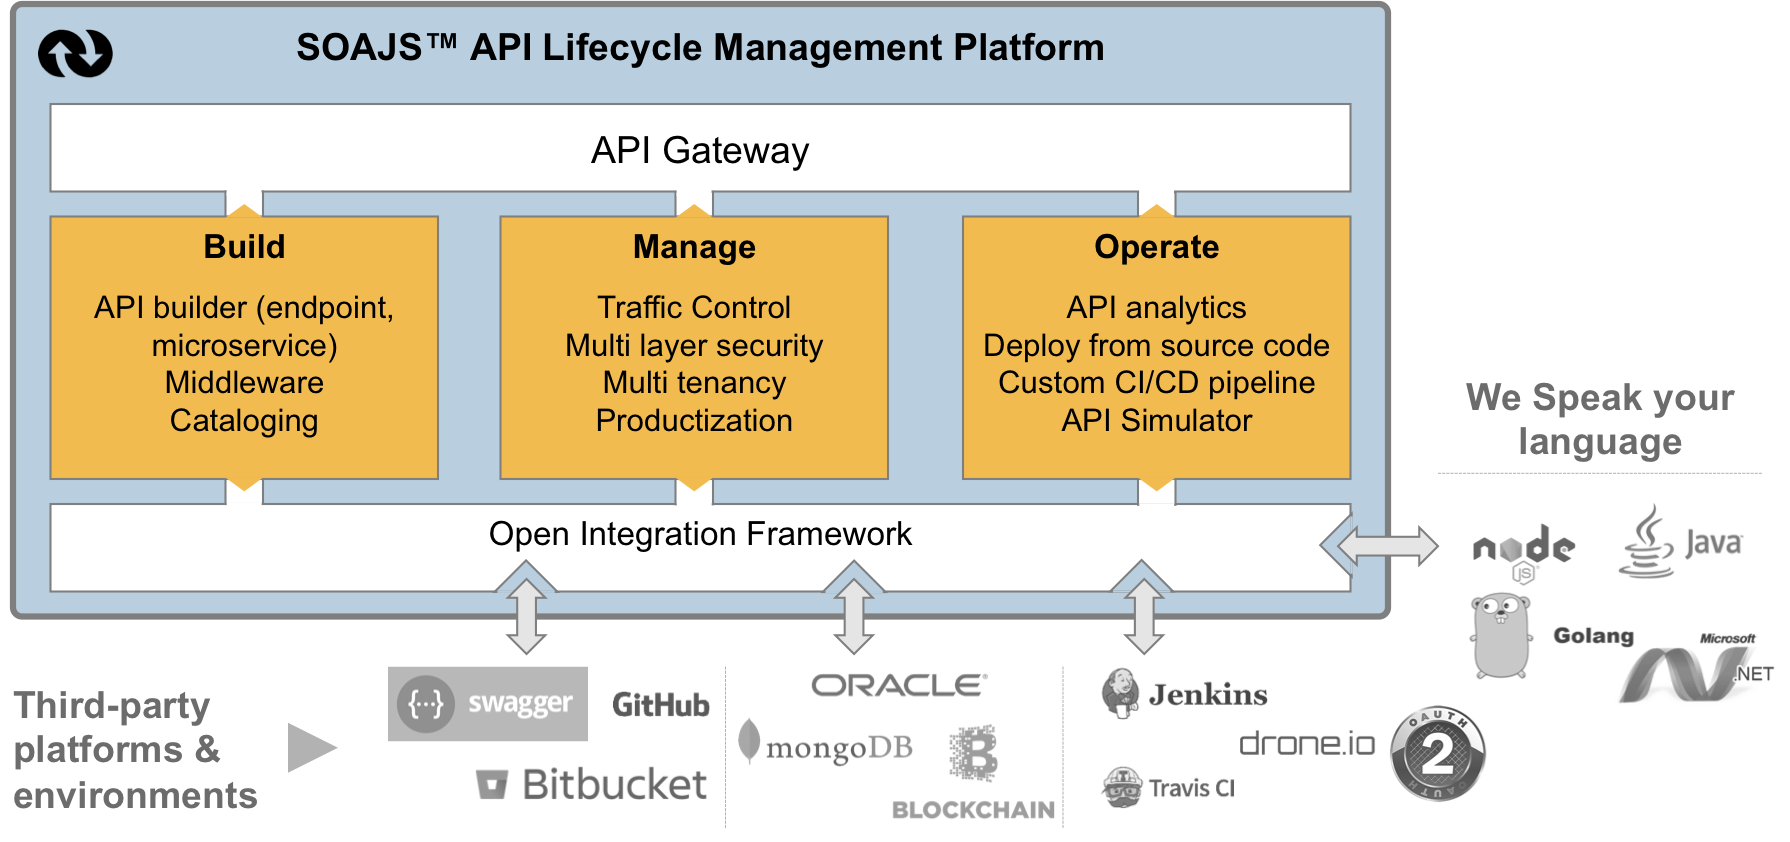 SOAJS™ API Lifecycle Management Platform
API Gateway
Build
API builder (endpoint,
microservice)
Middleware
Cataloging
Manage
Traffic Control
Multi layer security
Multi tenancy
Productization
Operate
API analytics
Deploy from source code
Custom CI/CD pipeline
API Simulator
Open Integration Framework
We Speak your
language
node
JS
Java
Golang
Microsoft
.NET
Third-party
platforms &
environments
{···} swagger
GitHub
Bitbucket
ORACLE®
mongoDB
BLOCKCHAIN
Jenkins
drone.io
Travis CI
OAUTH
2
OAUTH